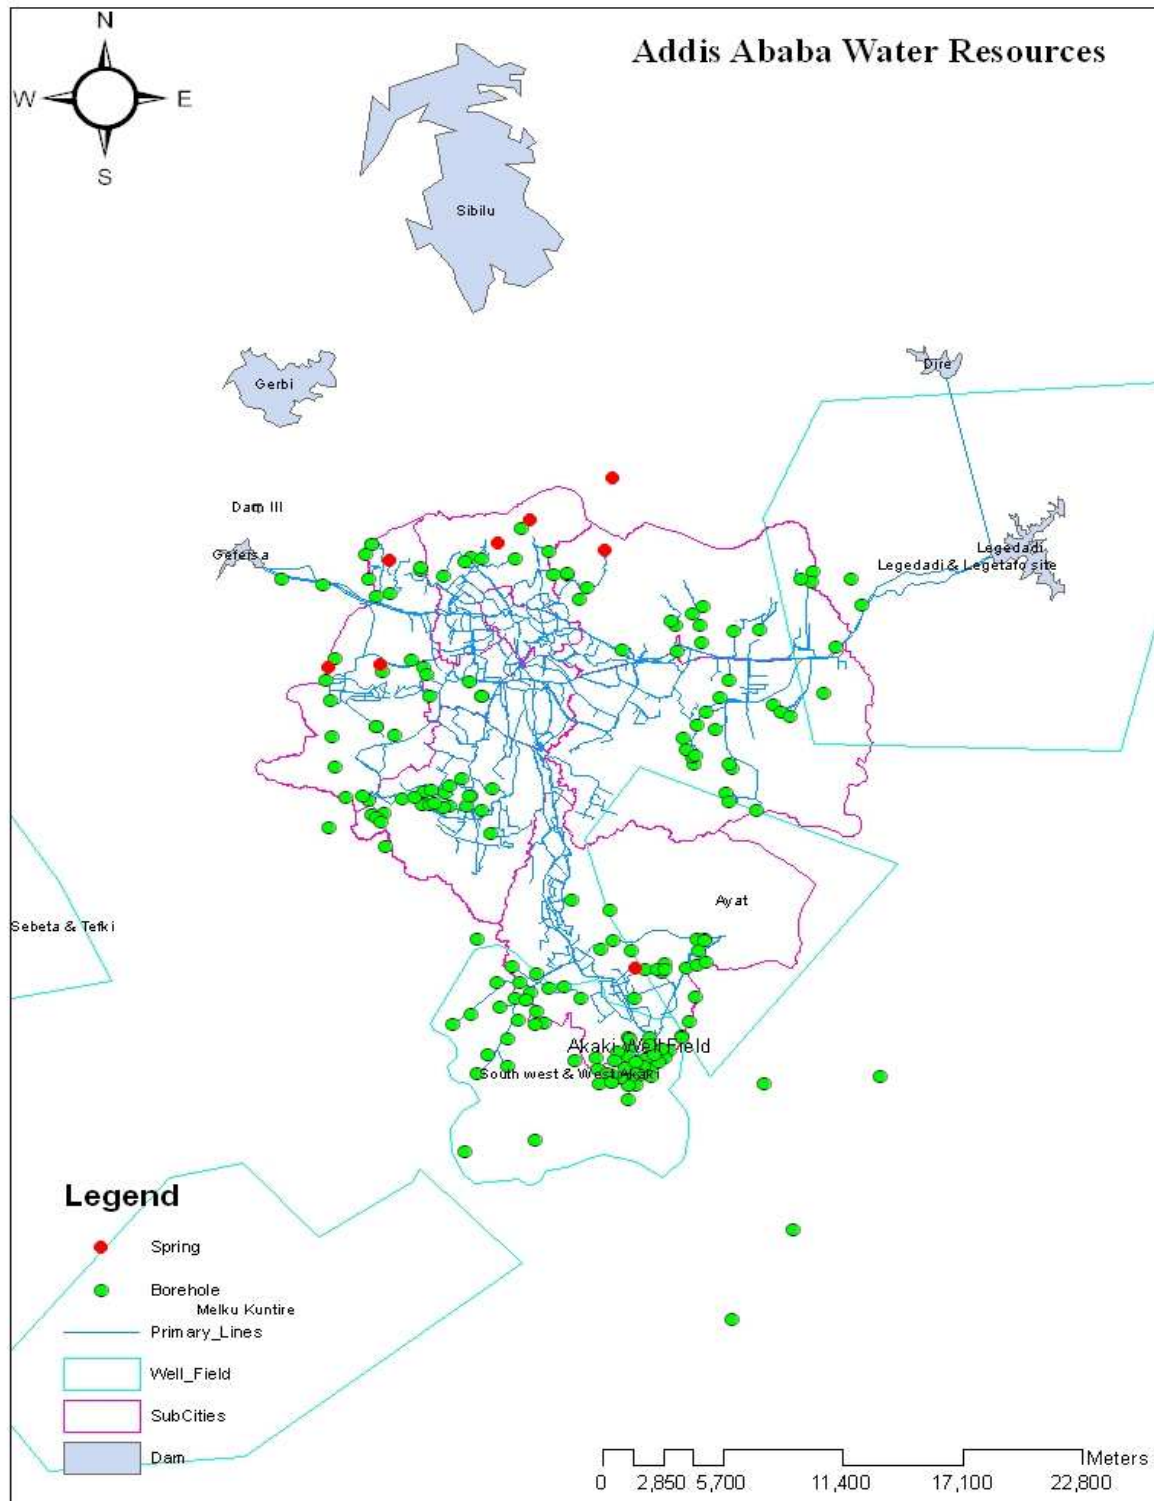 N
Addis Ababa Water Resources
W
E
S
Sibilu
Gerbi
Dire
Dam III
Gefersa
Legedadi
Legedadi & Legetafo site
Ayat
Sebeta & Tefki
Akaki Well Field
South west & West Akaki
Legend
Spring
Borehole
Melku Kuntire
Primary_Lines
Well_Field
SubCities
Dam
Meters
0 2,850 5,700 11,400 17,100 22,800